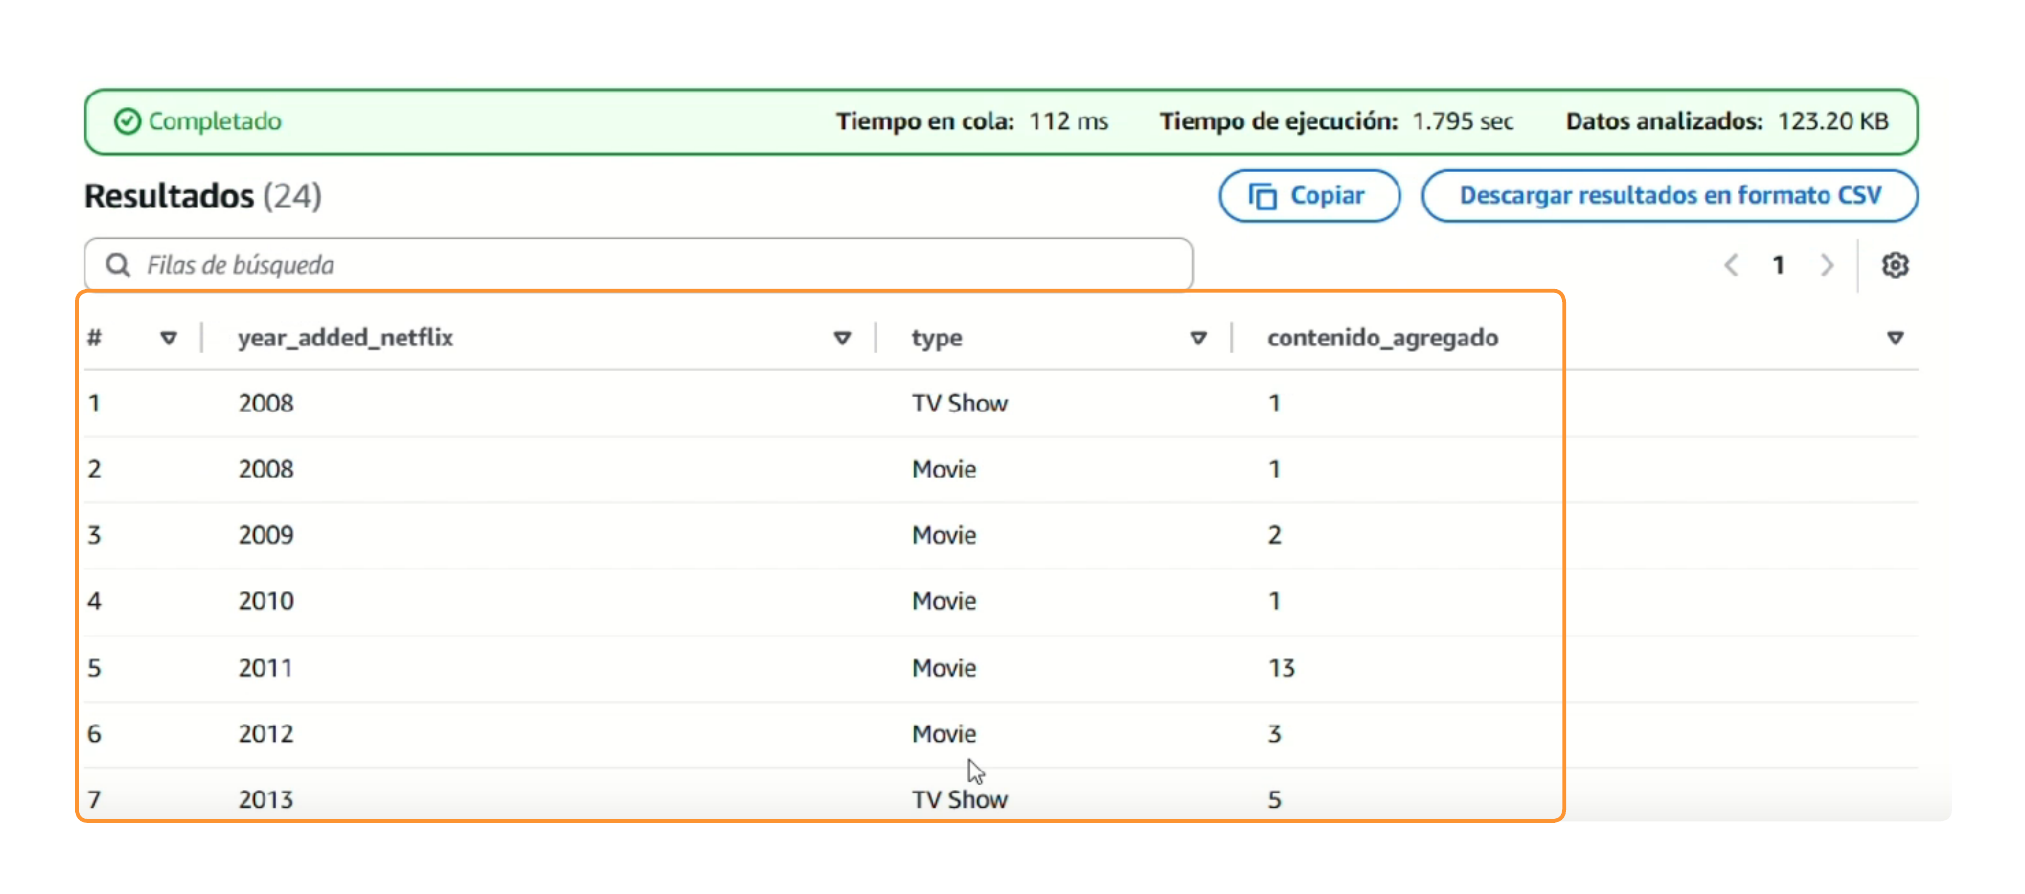 Completado Tiempo en cola: 112 ms Tiempo de ejecución: 1.795 sec Datos analizados: 123.20 KB
Resultados (24) Copiar Descargar resultados en formato CSV
Filas de búsqueda 1
# year_added_netflix type contenido_agregado
1 2008 TV Show 1
2 2008 Movie 1
3 2009 Movie 2
4 2010 Movie 1
5 2011 Movie 13
6 2012 Movie 3
7 2013 TV Show 5